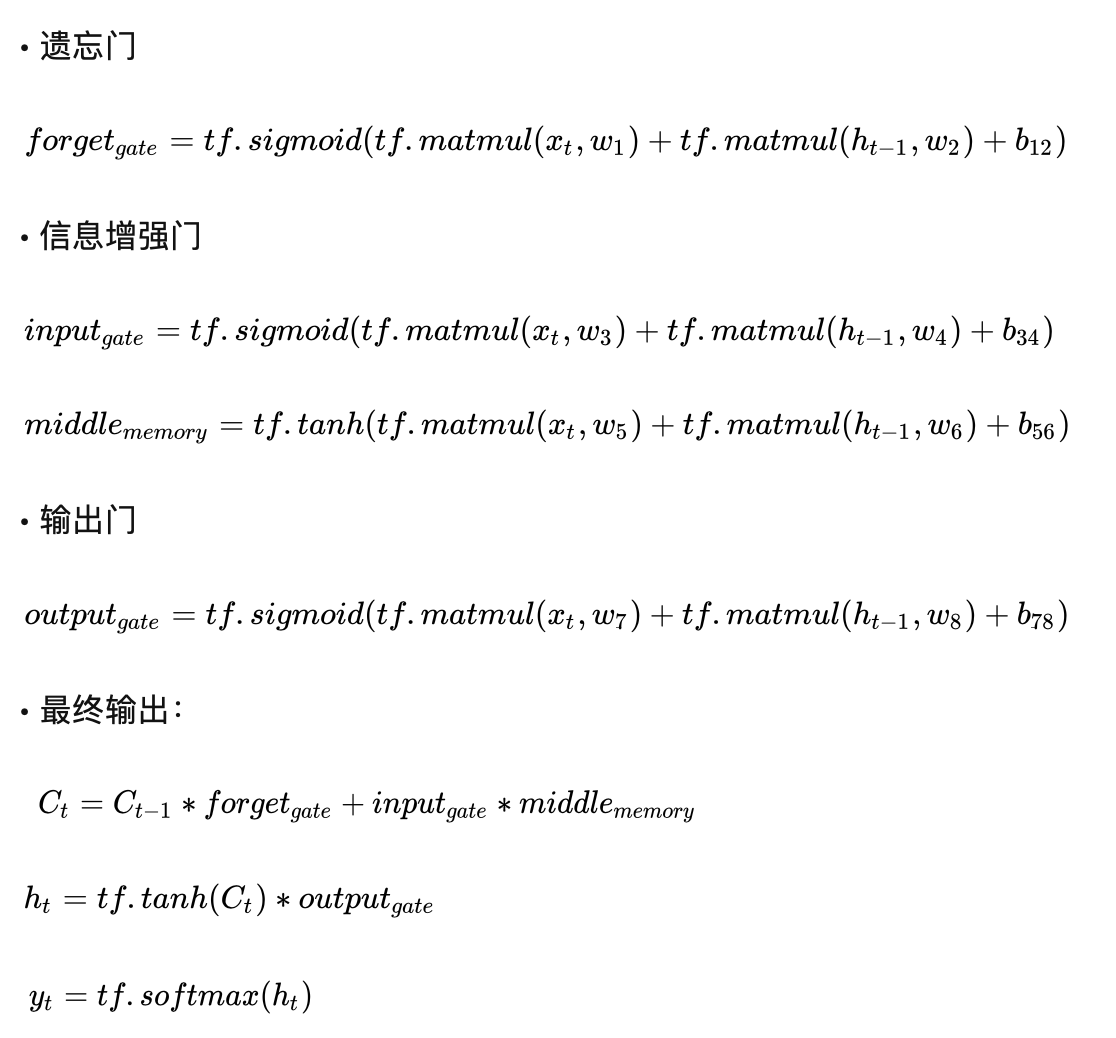 • 遗忘门
forget_{gate} = tf.sigmoid(tf.matmul(x_t, w_1) + tf.matmul(h_{t-1}, w_2) + b_{12})
• 信息增强门
input_{gate} = tf.sigmoid(tf.matmul(x_t, w_3) + tf.matmul(h_{t-1}, w_4) + b_{34})
middle_{memory} = tf.tanh(tf.matmul(x_t, w_5) + tf.matmul(h_{t-1}, w_6) + b_{56})
• 输出门
output_{gate} = tf.sigmoid(tf.matmul(x_t, w_7) + tf.matmul(h_{t-1}, w_8) + b_{78})
• 最终输出：
C_t = C_{t-1} * forget_{gate} + input_{gate} * middle_{memory}
h_t = tf.tanh(C_t) * output_{gate}
y_t = tf.softmax(h_t)